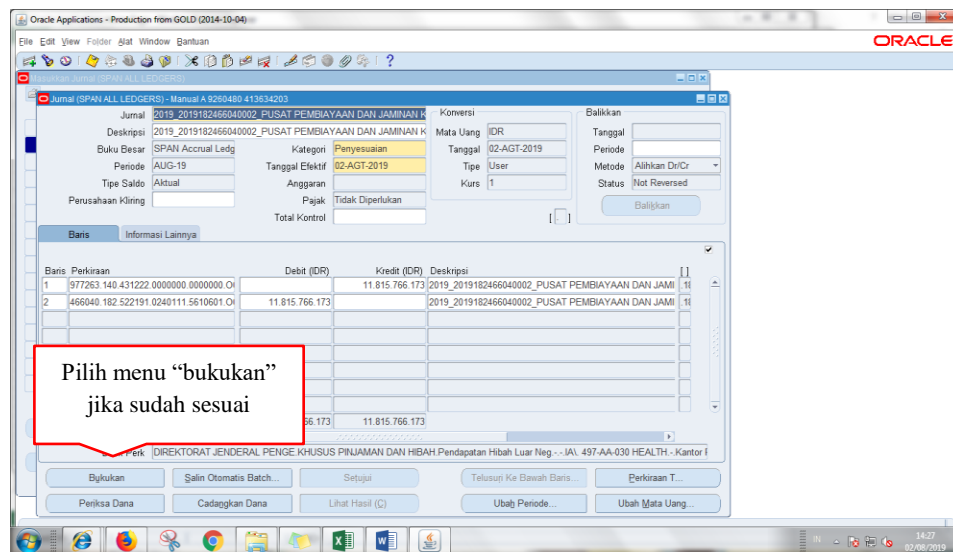 Oracle Applications - Production from GOLD (2014-10-04)
File Edit View Folder Alat Window Bantuan
ORACLE
Masukkan Jurnal (SPAN ALL LEDGERS)
Jurnal (SPAN ALL LEDGERS) - Manual A 9260480 413634203
Jurnal 2019_2019182466040002_PUSAT PEMBIAYAAN DAN JAMINAN K Konversi Balikkan
Deskripsi 2019_2019182466040002_PUSAT PEMBIAYAAN DAN JAMINAN K Mata Uang IDR Tanggal
Buku Besar SPAN Accrual Ledg Kategori Penyesuaian Tanggal 02-AGT-2019 Periode
Periode AUG-19 Tanggal Efektif 02-AGT-2019 Tipe User Metode Alihkan Dr/Cr
Tipe Saldo Aktual Anggaran Kurs 1 Status Not Reversed
Perusahaan Kliring Pajak Tidak Diperlukan Balikkan
Total Kontrol [ . ]
Baris Informasi Lainnya
Baris Perkiraan Debit (IDR) Kredit (IDR) Deskripsi [ ]
1 977263.140.431222.0000000.0000000.O 11.815.766.173 2019_2019182466040002_PUSAT PEMBIAYAAN DAN JAMI .18
2 466040.182.522191.0240111.5610601.O 11.815.766.173 2019_2019182466040002_PUSAT PEMBIAYAAN DAN JAMI .18
Pilih menu “bukukan”
jika sudah sesuai
66.173 11.815.766.173
Perk DIREKTORAT JENDERAL PENGE.KHUSUS PINJAMAN DAN HIBAH.Pendapatan Hibah Luar Neg.-.-.IA\. 497-AA-030 HEALTH.-.Kantor
Bukukan Salin Otomatis Batch... Setujui Telusuri Ke Bawah Baris... Perkiraan T...
Periksa Dana Cadangkan Dana Lihat Hasil (C) Ubah Periode... Ubah Mata Uang...
IN 14:27
02/08/2019